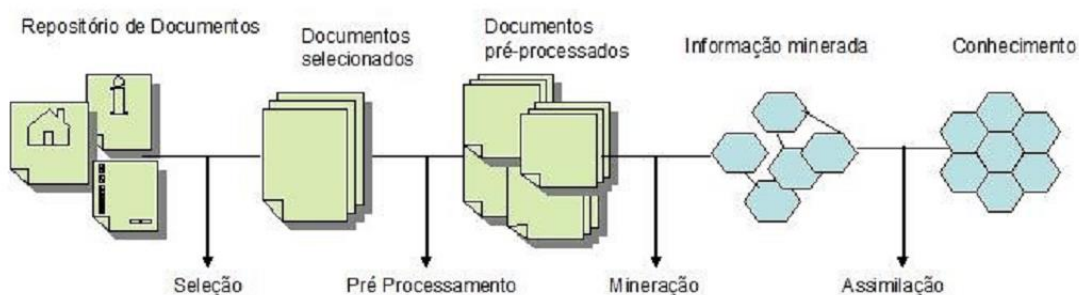 Repositório de Documentos
Documentos
selecionados
Documentos
pré-processados
Informação minerada
Conhecimento
Seleção
Pré Processamento
Mineração
Assimilação